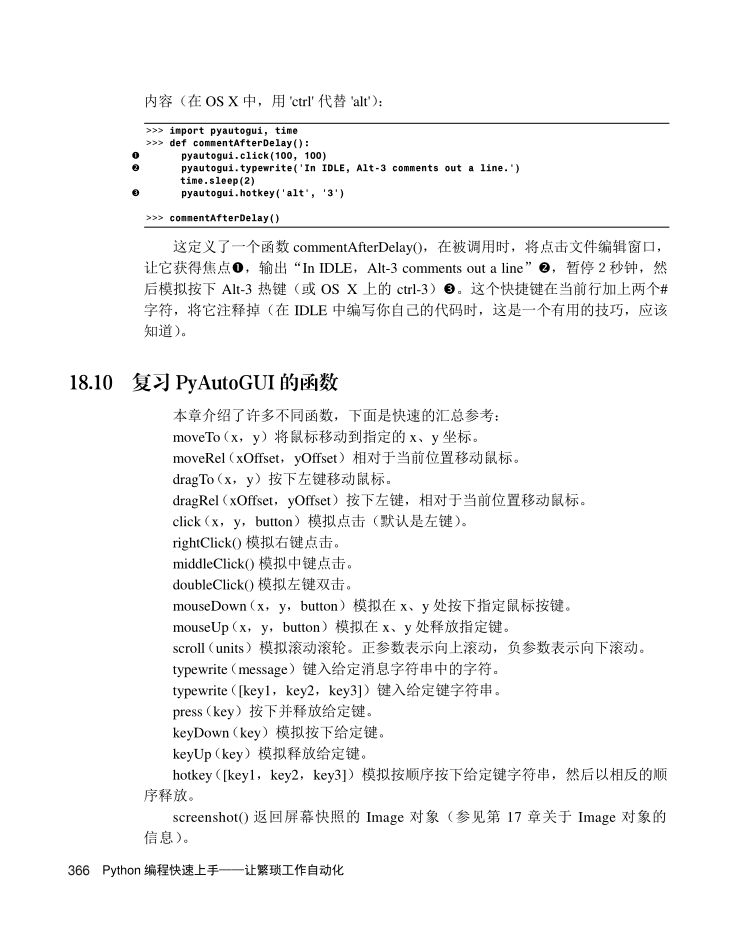 内容（在 OS X 中，用 'ctrl' 代替 'alt'）：
>>> import pyautogui, time
>>> def commentAfterDelay():
❶ pyautogui.click(100, 100)
❷ pyautogui.typewrite('In IDLE, Alt-3 comments out a line.')
time.sleep(2)
❸ pyautogui.hotkey('alt', '3')
>>> commentAfterDelay()
这定义了一个函数 commentAfterDelay()，在被调用时，将点击文件编辑窗口，
让它获得焦点❶，输出“In IDLE，Alt-3 comments out a line”❷，暂停 2 秒钟，然
后模拟按下 Alt-3 热键（或 OS X 上的 ctrl-3）❸。这个快捷键在当前行加上两个#
字符，将它注释掉（在 IDLE 中编写你自己的代码时，这是一个有用的技巧，应该
知道）。
18.10 复习 PyAutoGUI 的函数
本章介绍了许多不同函数，下面是快速的汇总参考：
moveTo（x，y）将鼠标移动到指定的 x、y 坐标。
moveRel（xOffset，yOffset）相对于当前位置移动鼠标。
dragTo（x，y）按下左键移动鼠标。
dragRel（xOffset，yOffset）按下左键，相对于当前位置移动鼠标。
click（x，y，button）模拟点击（默认是左键）。
rightClick() 模拟右键点击。
middleClick() 模拟中键点击。
doubleClick() 模拟左键双击。
mouseDown（x，y，button）模拟在 x、y 处按下指定鼠标按键。
mouseUp（x，y，button）模拟在 x、y 处释放指定键。
scroll（units）模拟滚动滚轮。正参数表示向上滚动，负参数表示向下滚动。
typewrite（message）键入给定消息字符串中的字符。
typewrite（[key1，key2，key3]）键入给定键字符串。
press（key）按下并释放给定键。
keyDown（key）模拟按下给定键。
keyUp（key）模拟释放给定键。
hotkey（[key1，key2，key3]）模拟按顺序按下给定键字符串，然后以相反的顺
序释放。
screenshot() 返回屏幕快照的 Image 对象（参见第 17 章关于 Image 对象的
信息）。
366 Python 编程快速上手——让繁琐工作自动化